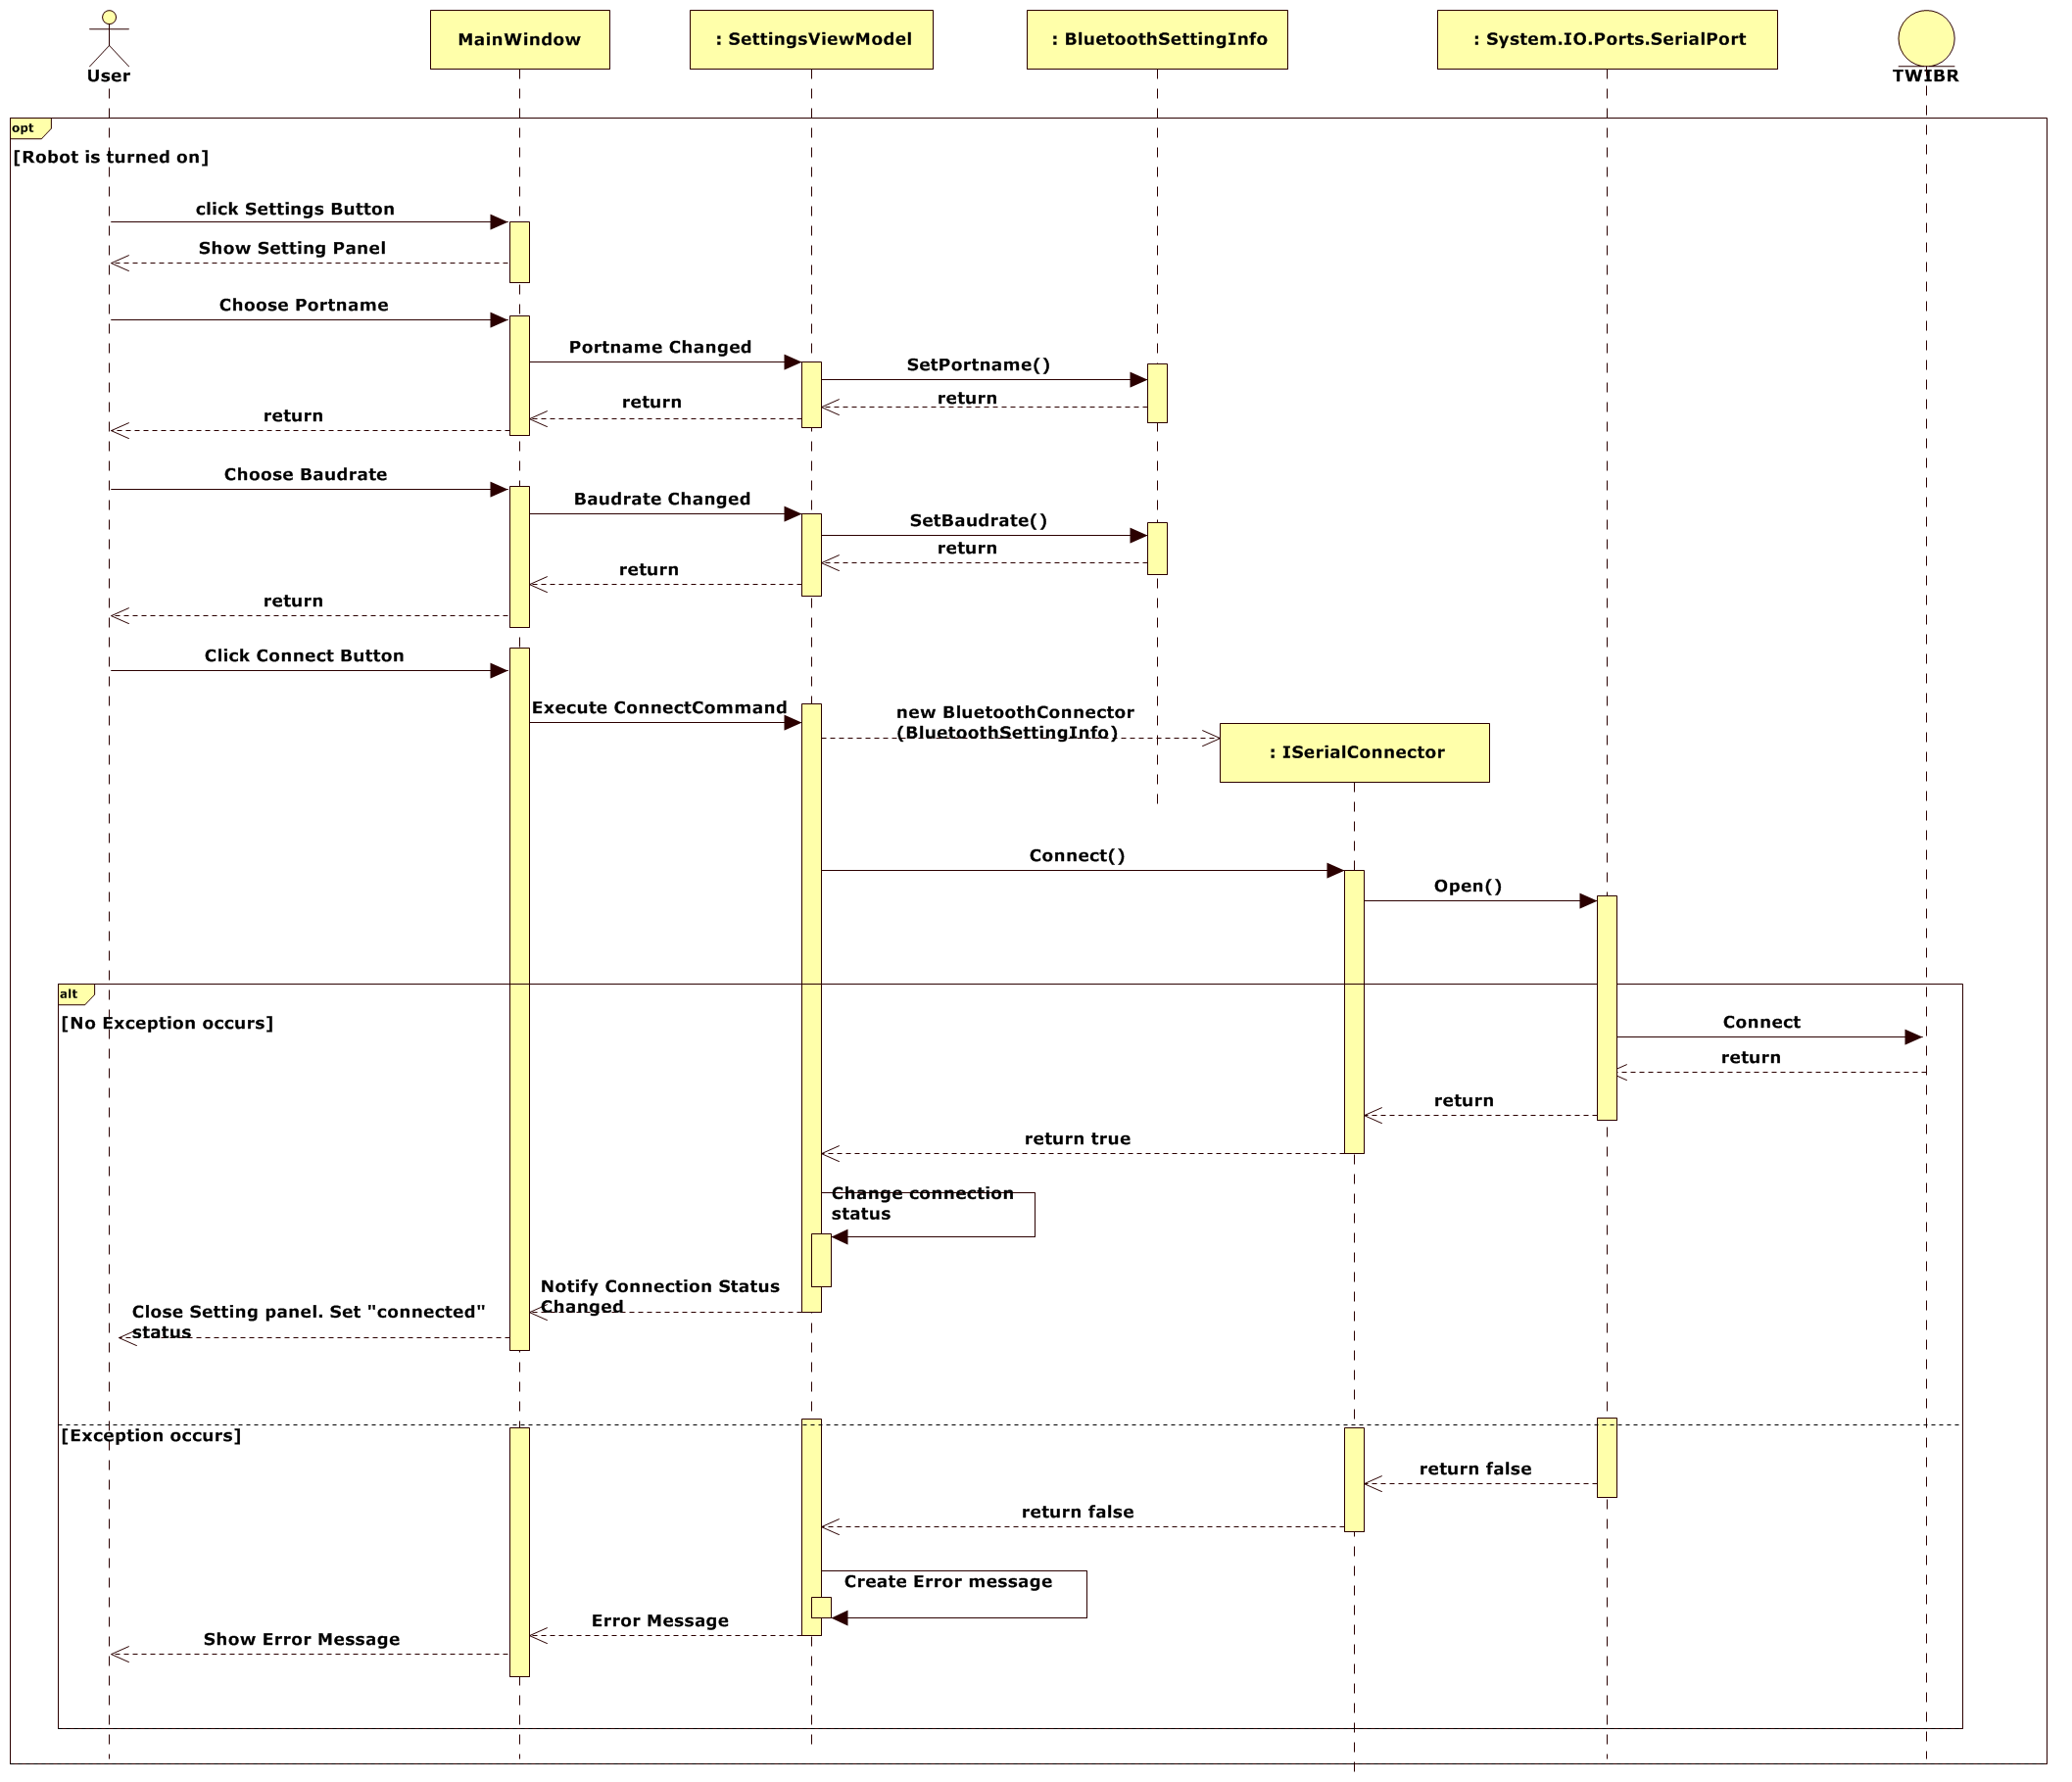 User
MainWindow
: SettingsViewModel
: BluetoothSettingInfo
: System.IO.Ports.SerialPort
TWIBR
opt
[Robot is turned on]
click Settings Button
Show Setting Panel
Choose Portname
Portname Changed
SetPortname()
return
return
return
Choose Baudrate
Baudrate Changed
SetBaudrate()
return
return
return
Click Connect Button
Execute ConnectCommand
new BluetoothConnector
(BluetoothSettingInfo)
: ISerialConnector
Connect()
Open()
alt
[No Exception occurs]
Connect
return
return
return true
Change connection
status
Notify Connection Status
Changed
Close Setting panel. Set "connected"
status
[Exception occurs]
return false
return false
Create Error message
Error Message
Show Error Message